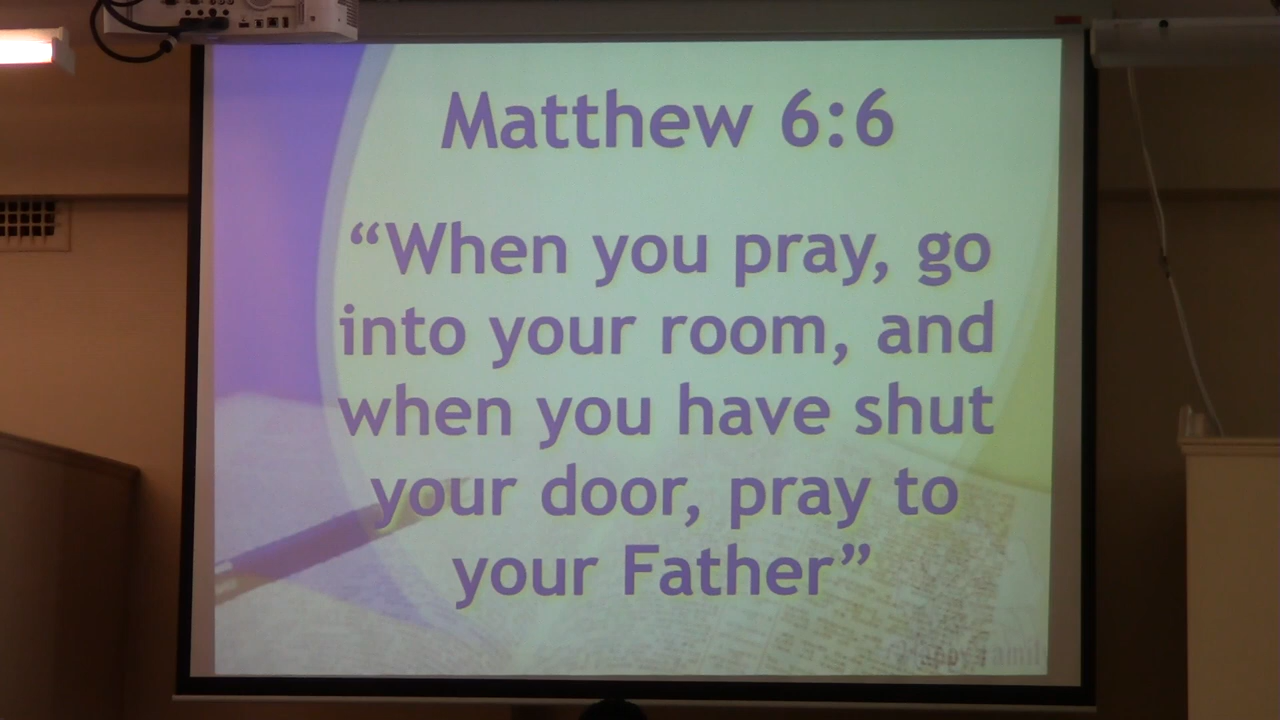 Matthew 6:6
“When you pray, go
into your room, and
when you have shut
your door, pray to
your Father”